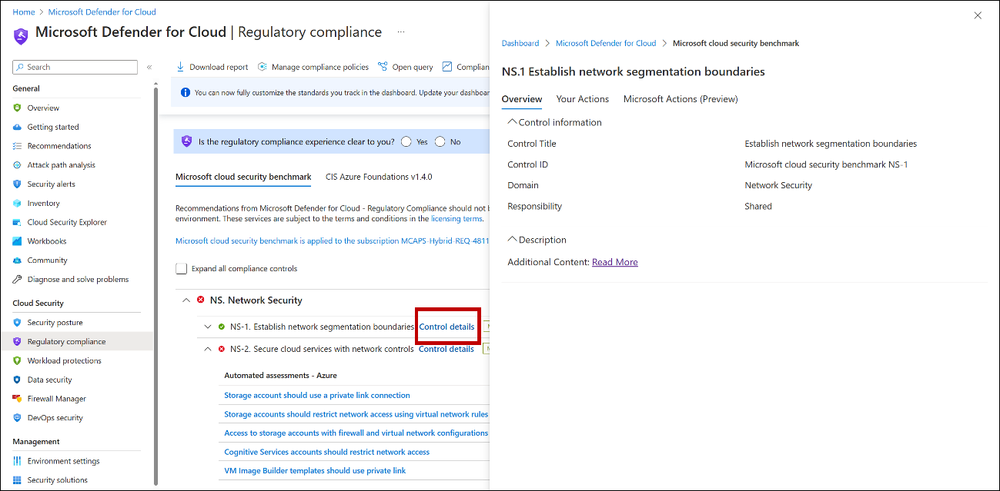 Home > Microsoft Defender for Cloud
Microsoft Defender for Cloud | Regulatory compliance ...
Search «
General
Overview
Getting started
Recommendations
Attack path analysis
Security alerts
Inventory
Cloud Security Explorer
Workbooks
Community
Diagnose and solve problems
Cloud Security
Security posture
Regulatory compliance
Workload protections
Data security
Firewall Manager
DevOps security
Management
Environment settings
Security solutions
Download report Manage compliance policies Open query Complian
You can now fully customize the standards you track in the dashboard. Update your dashboar
Is the regulatory compliance experience clear to you? Yes No
Microsoft cloud security benchmark CIS Azure Foundations v1.4.0
Recommendations from Microsoft Defender for Cloud - Regulatory Compliance should not b
environment. These services are subject to the terms and conditions in the licensing terms.
Microsoft cloud security benchmark is applied to the subscription MCAPS-Hybrid-REQ-4811
Expand all compliance controls
NS. Network Security
NS-1. Establish network segmentation boundaries Control details
NS-2. Secure cloud services with network controls Control details
Automated assessments - Azure
Storage account should use a private link connection
Storage accounts should restrict network access using virtual network rules
Access to storage accounts with firewall and virtual network configurations
Cognitive Services accounts should restrict network access
VM Image Builder templates should use private link
Dashboard > Microsoft Defender for Cloud > Microsoft cloud security benchmark
NS.1 Establish network segmentation boundaries
Overview Your Actions Microsoft Actions (Preview)
Control information
Control Title Establish network segmentation boundaries
Control ID Microsoft cloud security benchmark NS-1
Domain Network Security
Responsibility Shared
Description
Additional Content: Read More